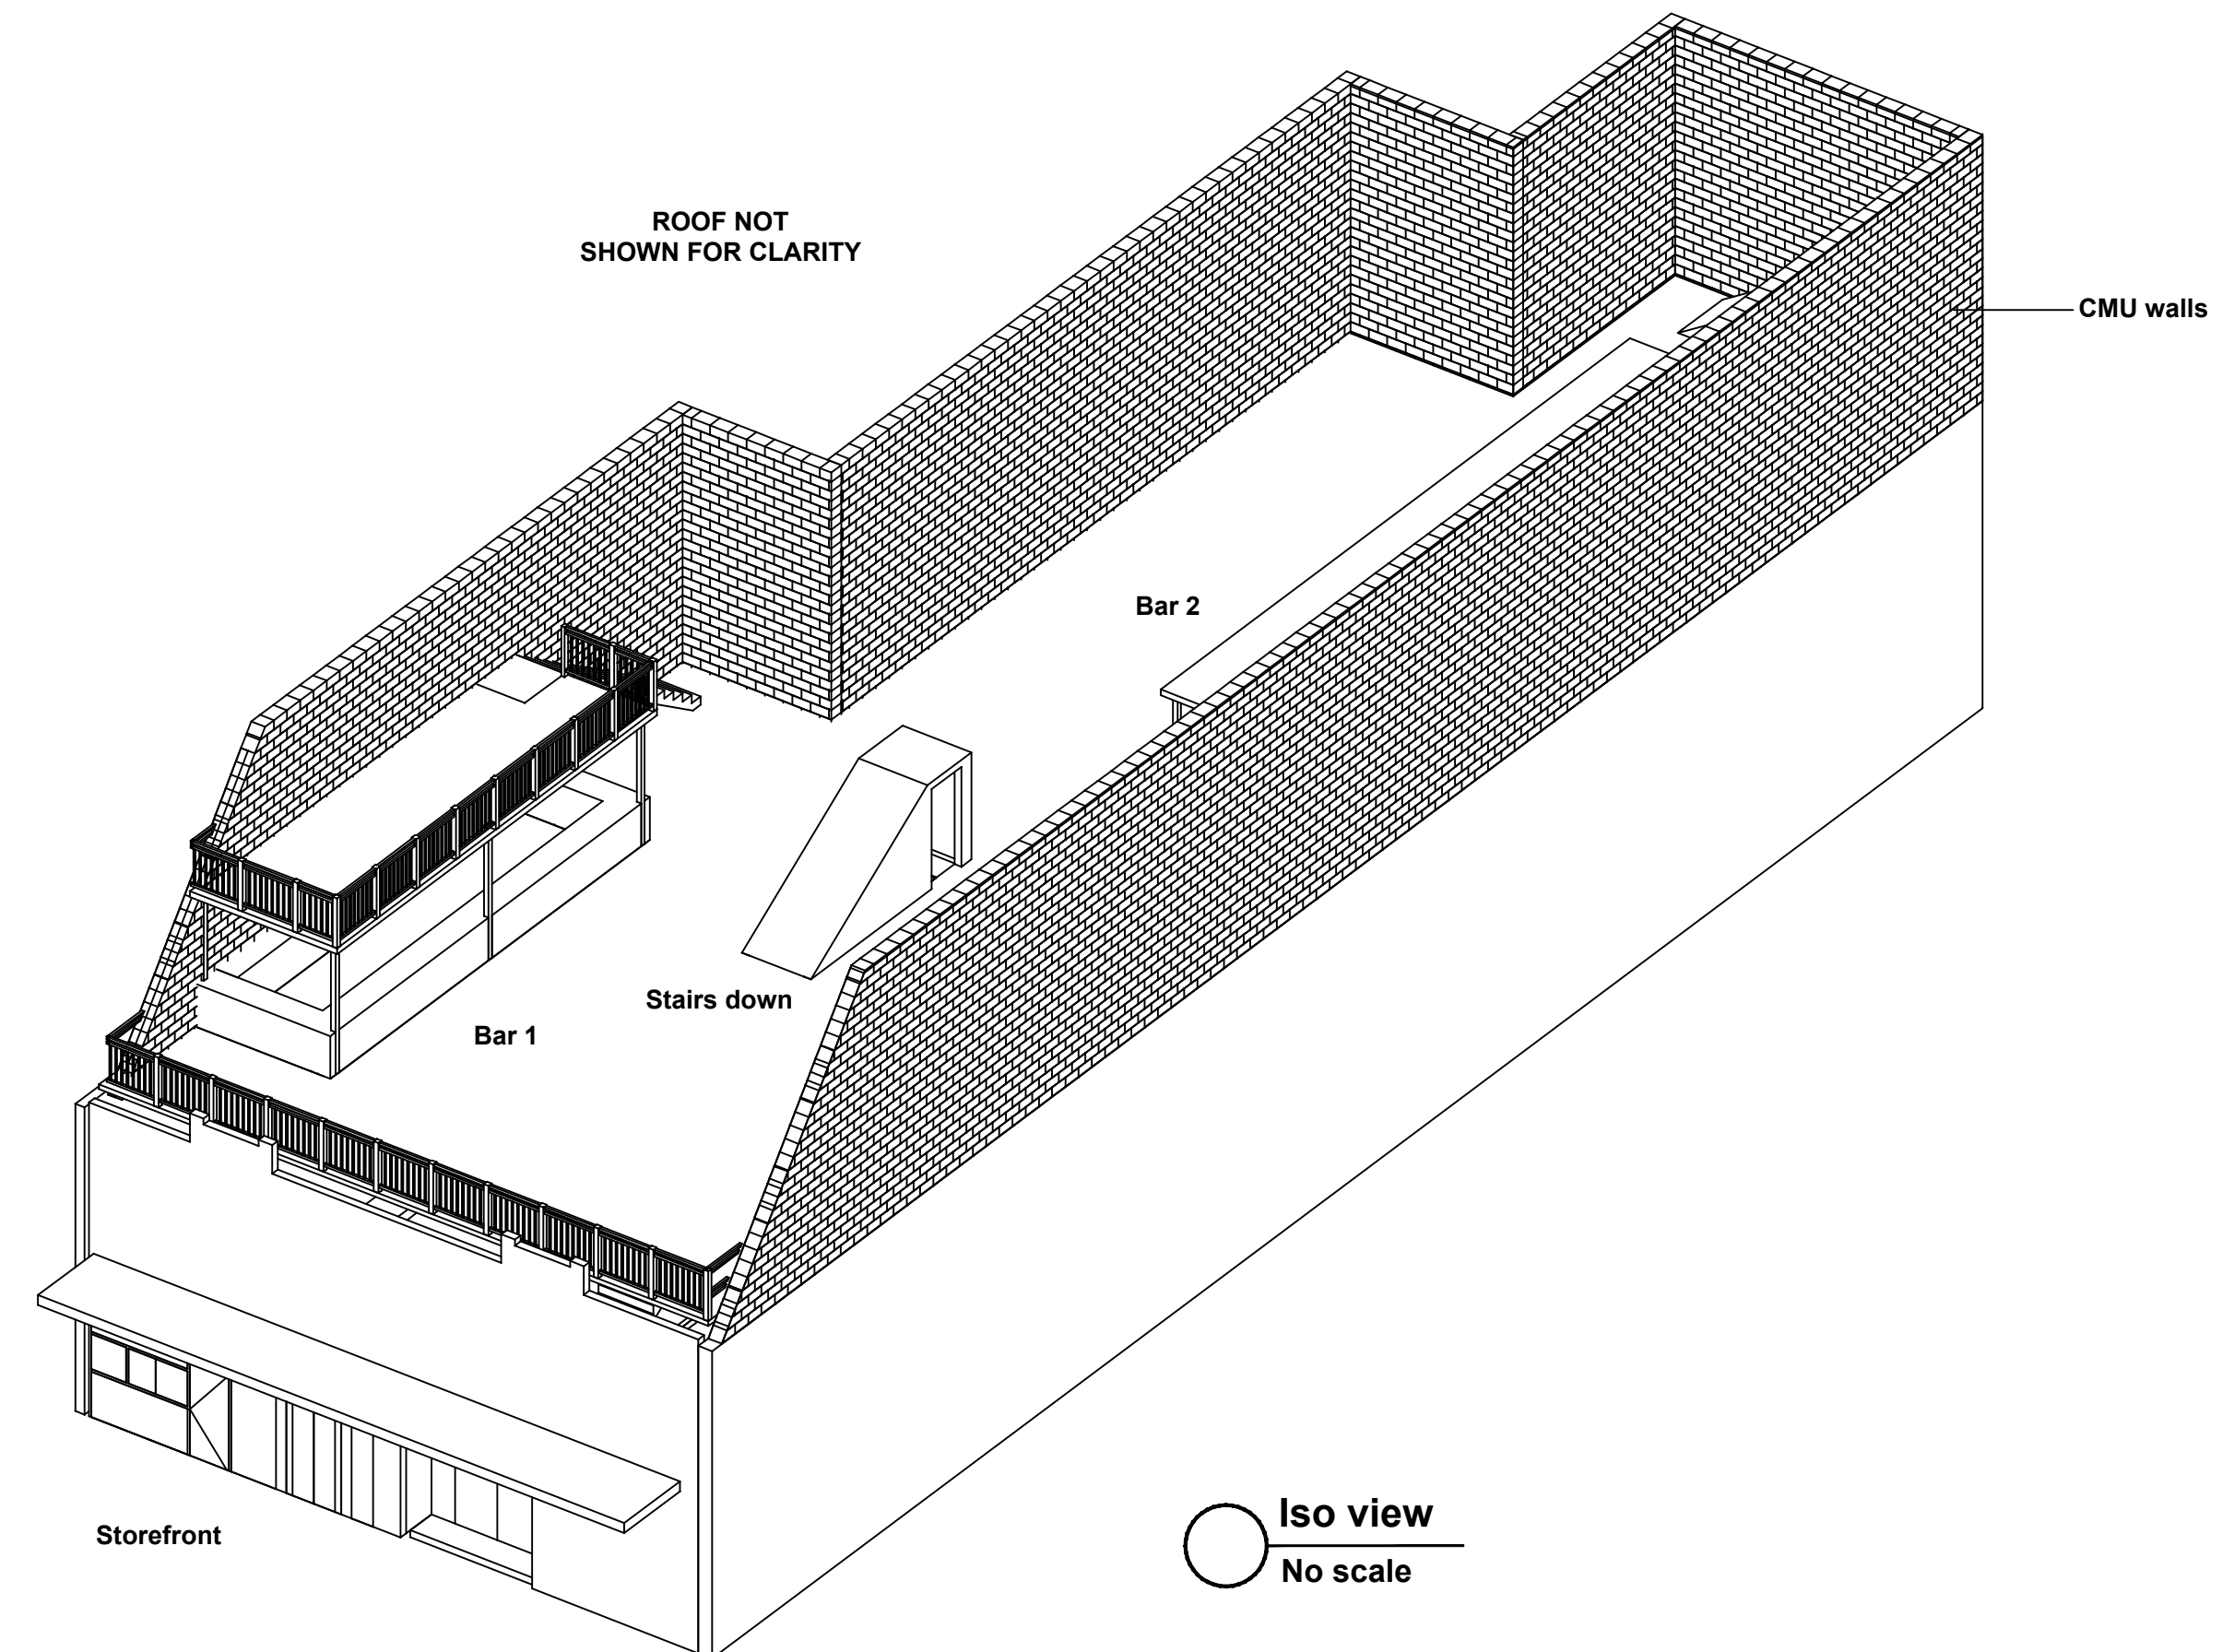 ROOF NOT
SHOWN FOR CLARITY
CMU walls
Bar 2
Stairs down
Bar 1
Storefront
Iso view
No scale